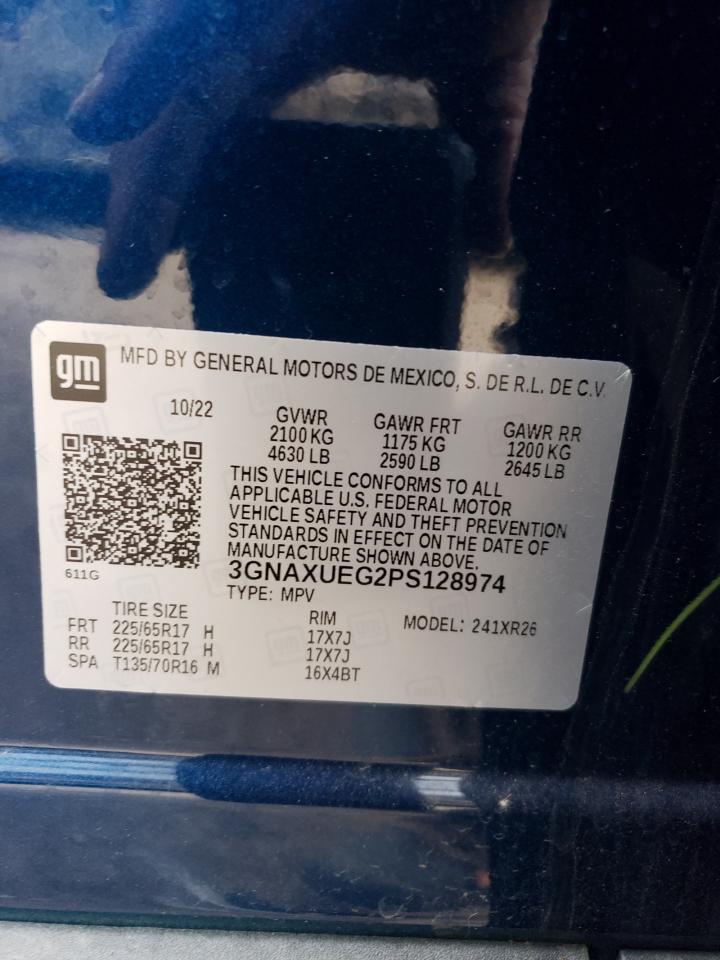 gm MFD BY GENERAL MOTORS DE MEXICO, S. DE R.L. DE C.V.
10/22
GVWR GAWR FRT GAWR RR
2100 KG 1175 KG 1200 KG
4630 LB 2590 LB 2645 LB
THIS VEHICLE CONFORMS TO ALL
APPLICABLE U.S. FEDERAL MOTOR
VEHICLE SAFETY AND THEFT PREVENTION
STANDARDS IN EFFECT ON THE DATE OF
MANUFACTURE SHOWN ABOVE.
611G
3GNAXUEG2PS128974
TYPE: MPV
TIRE SIZE RIM MODEL: 241XR26
FRT 225/65R17 H 17X7J
RR 225/65R17 H 17X7J
SPA T135/70R16 M 16X4BT